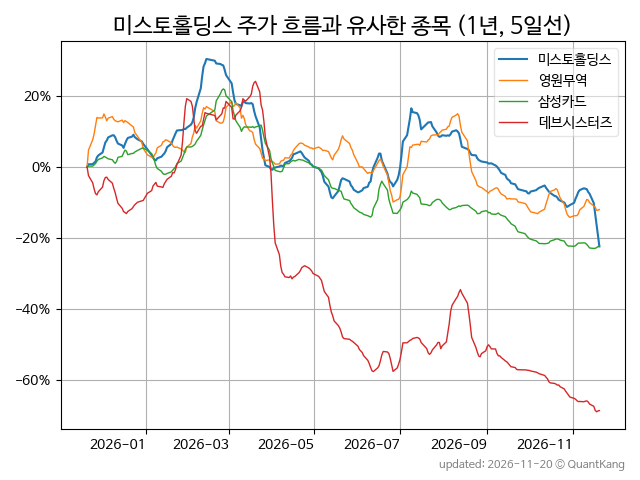 미스토홀딩스 주가 흐름과 유사한 종목 (1년, 5일선)
미스토홀딩스
영원무역
삼성카드
데브시스터즈
20%
0%
−20%
−40%
−60%
2026-01 2026-03 2026-05 2026-07 2026-09 2026-11
updated: 2026-11-20 © QuantKang